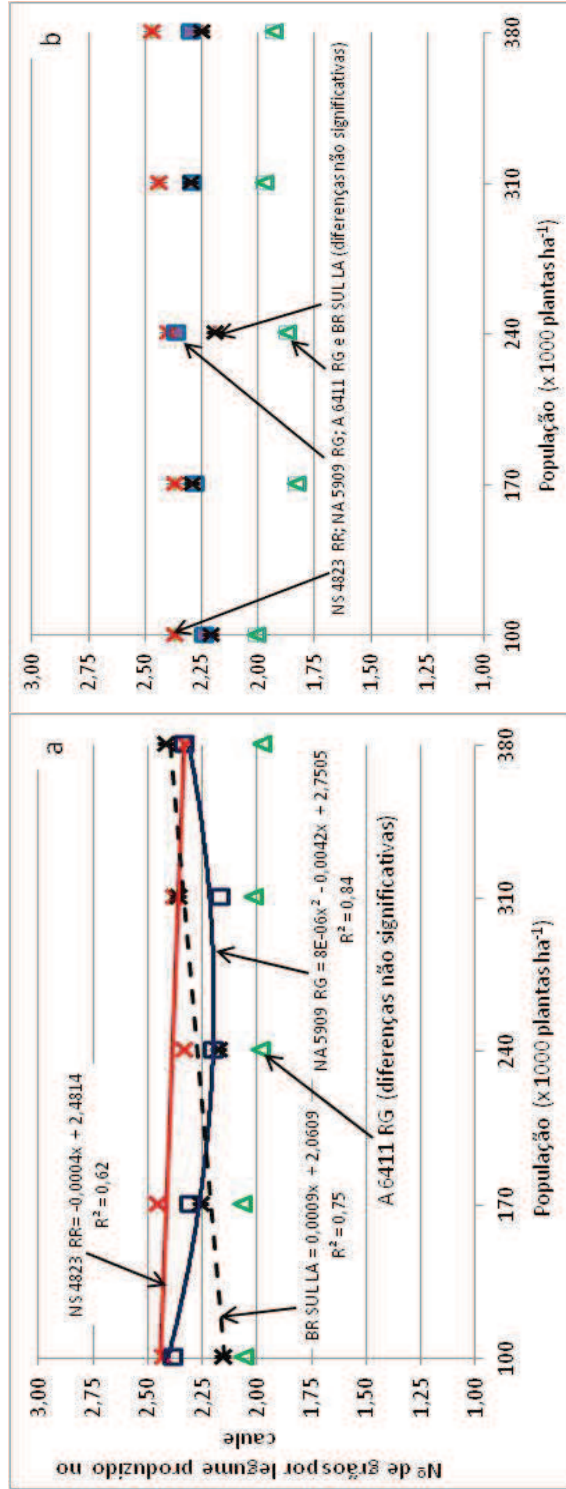 Nº de grãos por legume produzido no
caule
a
3,00
2,50
2,25
2,00
1,75
1,50
1,25
1,00
NS 4823 RR= -0,0004x + 2,4814
R² = 0,62
BR SUL LA = 0,0009x + 2,0609
R² = 0,75
NA 5909 RG = 8E-06x² - 0,0042x + 2,7505
R² = 0,84
A 6411 RG (diferenças não significativas)
100
170
240
310
380
População (x 1000 plantas ha⁻¹)
b
3,00
2,50
2,25
2,00
1,75
1,50
1,25
1,00
NS 4823 RR; NA 5909 RG; A 6411 RG e BR SUL LA (diferenças não significativas)
100
170
240
310
380
População (x 1000 plantas ha⁻¹)